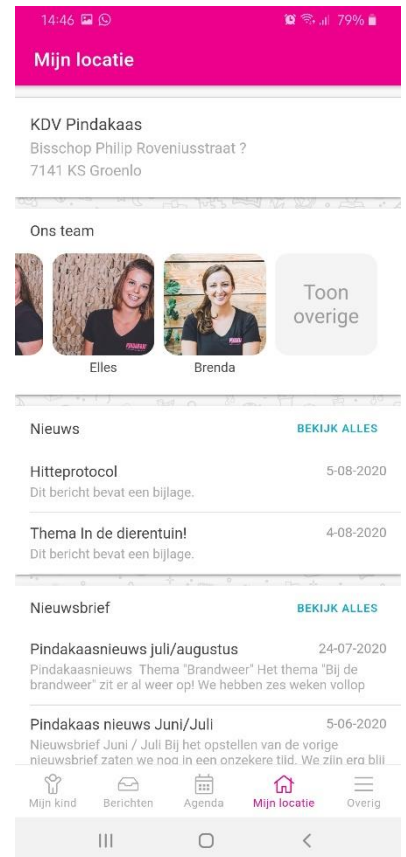 14:46 79%
Mijn locatie
KDV Pindakaas
Bisschop Philip Roveniusstraat ?
7141 KS Groenlo
Ons team
Toon
overige
Elles Brenda
Nieuws BEKIJK ALLES
Hitteprotocol 5-08-2020
Dit bericht bevat een bijlage.
Thema In de dierentuin! 4-08-2020
Dit bericht bevat een bijlage.
Nieuwsbrief BEKIJK ALLES
Pindakaasnieuws juli/augustus 24-07-2020
Pindakaasnieuws Thema "Brandweer" Het thema "Bij de
brandweer" zit er al weer op! We hebben zes weken vollop
Pindakaas nieuws Juni/Juli 5-06-2020
Nieuwsbrief Juni / Juli Bij het opstellen van de vorige
nieuwsbrief zaten we nog in een onzekere tijd. We zijn erg blij
Mijn kind Berichten Agenda Mijn locatie Overig